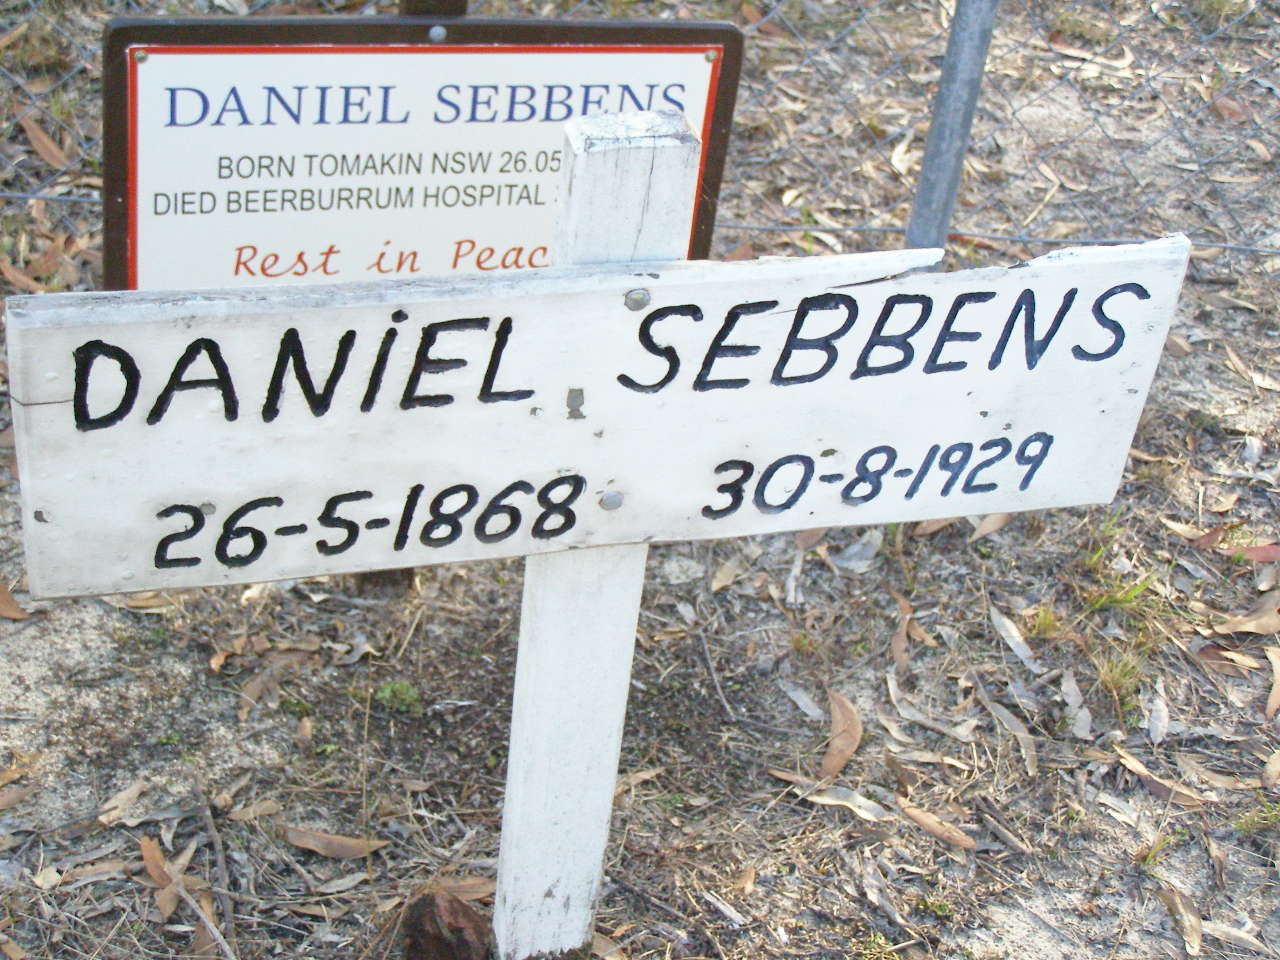 DANIEL SEBBENS
BORN TOMAKIN NSW 26.05
DIED BEERBURRUM HOSPITAL
Rest in Peac
DANiEL SEBBENS
26-5-1868 30-8-1929